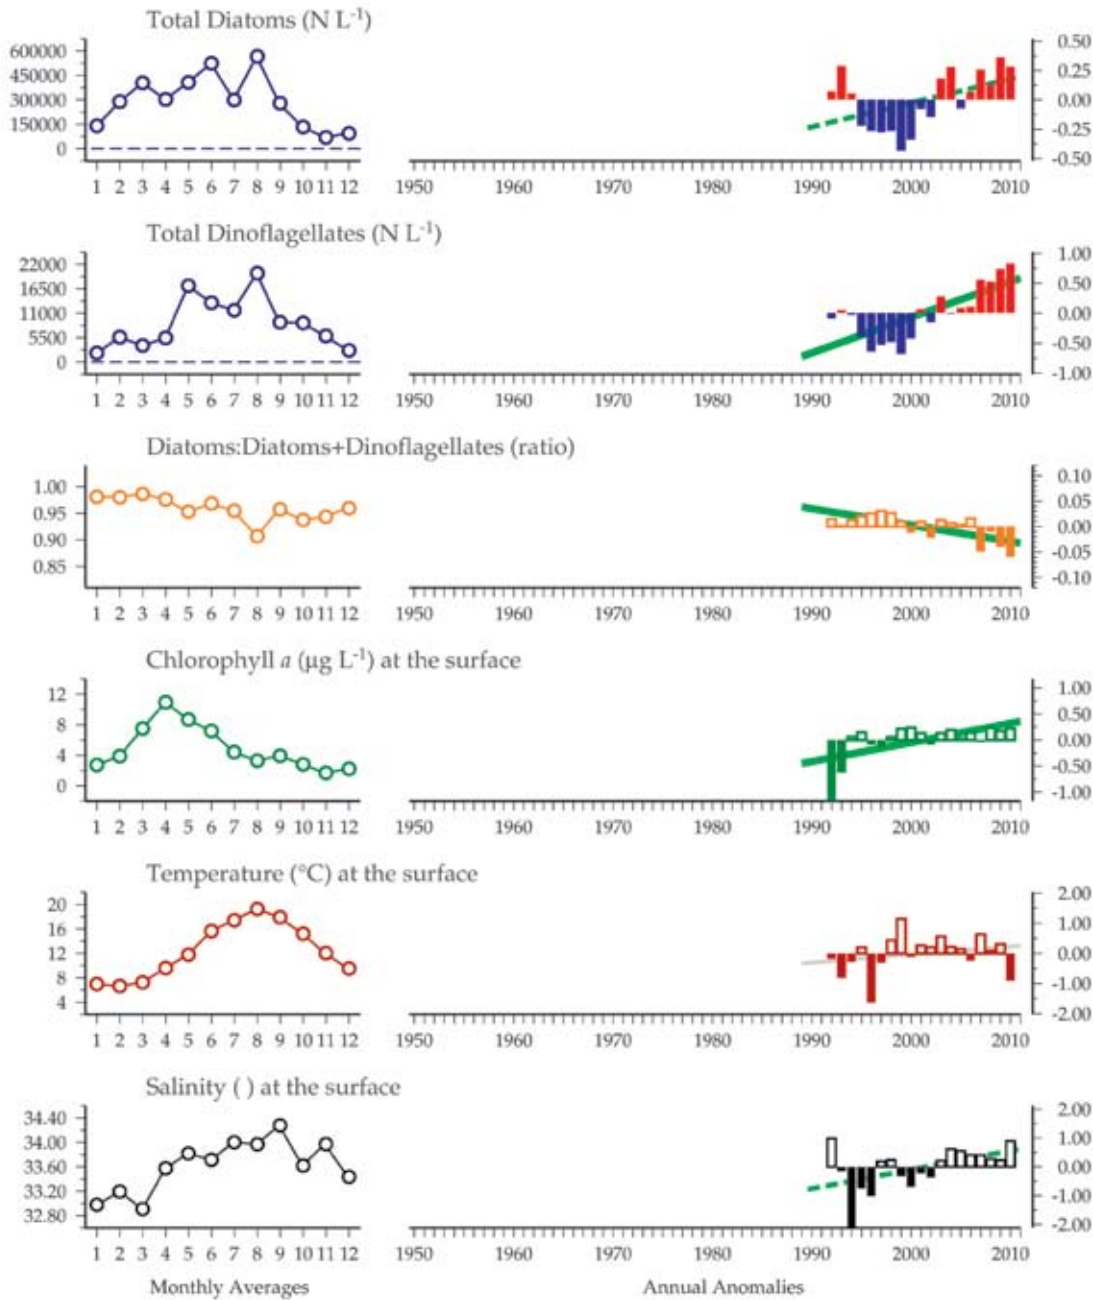 Total Diatoms (N L⁻¹)
600000
450000
300000
150000
0
0.50
0.25
0.00
-0.25
-0.50
1 2 3 4 5 6 7 8 9 10 11 12
1950 1960 1970 1980 1990 2000 2010
Total Dinoflagellates (N L⁻¹)
22000
16500
11000
5500
0
1.00
0.50
0.00
-0.50
-1.00
1 2 3 4 5 6 7 8 9 10 11 12
1950 1960 1970 1980 1990 2000 2010
Diatoms:Diatoms+Dinoflagellates (ratio)
1.00
0.95
0.90
0.85
0.10
0.05
0.00
-0.05
-0.10
1 2 3 4 5 6 7 8 9 10 11 12
1950 1960 1970 1980 1990 2000 2010
Chlorophyll a (µg L⁻¹) at the surface
12
8
4
0
1.00
0.50
0.00
-0.50
-1.00
1 2 3 4 5 6 7 8 9 10 11 12
1950 1960 1970 1980 1990 2000 2010
Temperature (°C) at the surface
20
16
12
8
4
2.00
1.00
0.00
-1.00
-2.00
1 2 3 4 5 6 7 8 9 10 11 12
1950 1960 1970 1980 1990 2000 2010
Salinity ( ) at the surface
34.40
34.00
33.60
33.20
32.80
2.00
1.00
0.00
-1.00
-2.00
1 2 3 4 5 6 7 8 9 10 11 12
1950 1960 1970 1980 1990 2000 2010
Monthly Averages
Annual Anomalies